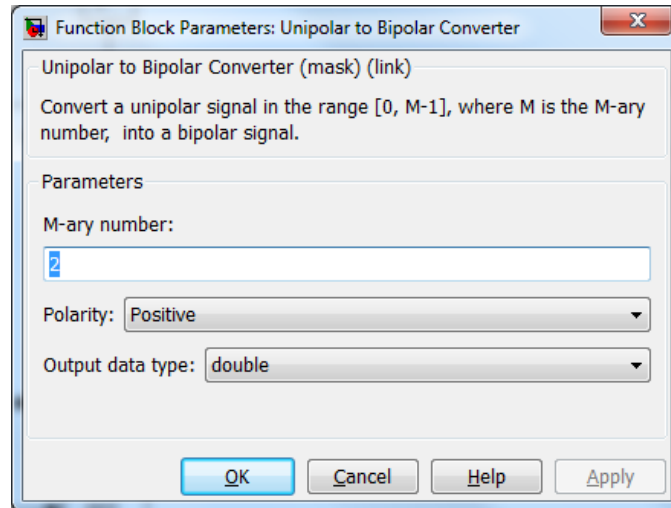 Function Block Parameters: Unipolar to Bipolar Converter
Unipolar to Bipolar Converter (mask) (link)
Convert a unipolar signal in the range [0, M-1], where M is the M-ary
number, into a bipolar signal.
Parameters
M-ary number:
2
Polarity: Positive
Output data type: double
OK Cancel Help Apply